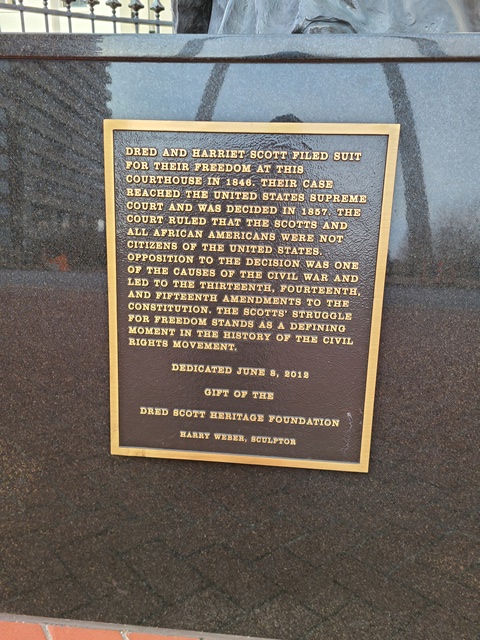 DRED AND HARRIET SCOTT FILED SUIT
FOR THEIR FREEDOM AT THIS
COURTHOUSE IN 1846. THEIR CASE
REACHED THE UNITED STATES SUPREME
COURT AND WAS DECIDED IN 1857. THE
COURT RULED THAT THE SCOTTS AND
ALL AFRICAN AMERICANS WERE NOT
CITIZENS OF THE UNITED STATES.
OPPOSITION TO THE DECISION WAS ONE
OF THE CAUSES OF THE CIVIL WAR AND
LED TO THE THIRTEENTH, FOURTEENTH,
AND FIFTEENTH AMENDMENTS TO THE
CONSTITUTION. THE SCOTTS' STRUGGLE
FOR FREEDOM STANDS AS A DEFINING
MOMENT IN THE HISTORY OF THE CIVIL
RIGHTS MOVEMENT.
DEDICATED JUNE 8, 2012
GIFT OF THE
DRED SCOTT HERITAGE FOUNDATION
HARRY WEBER, SCULPTOR